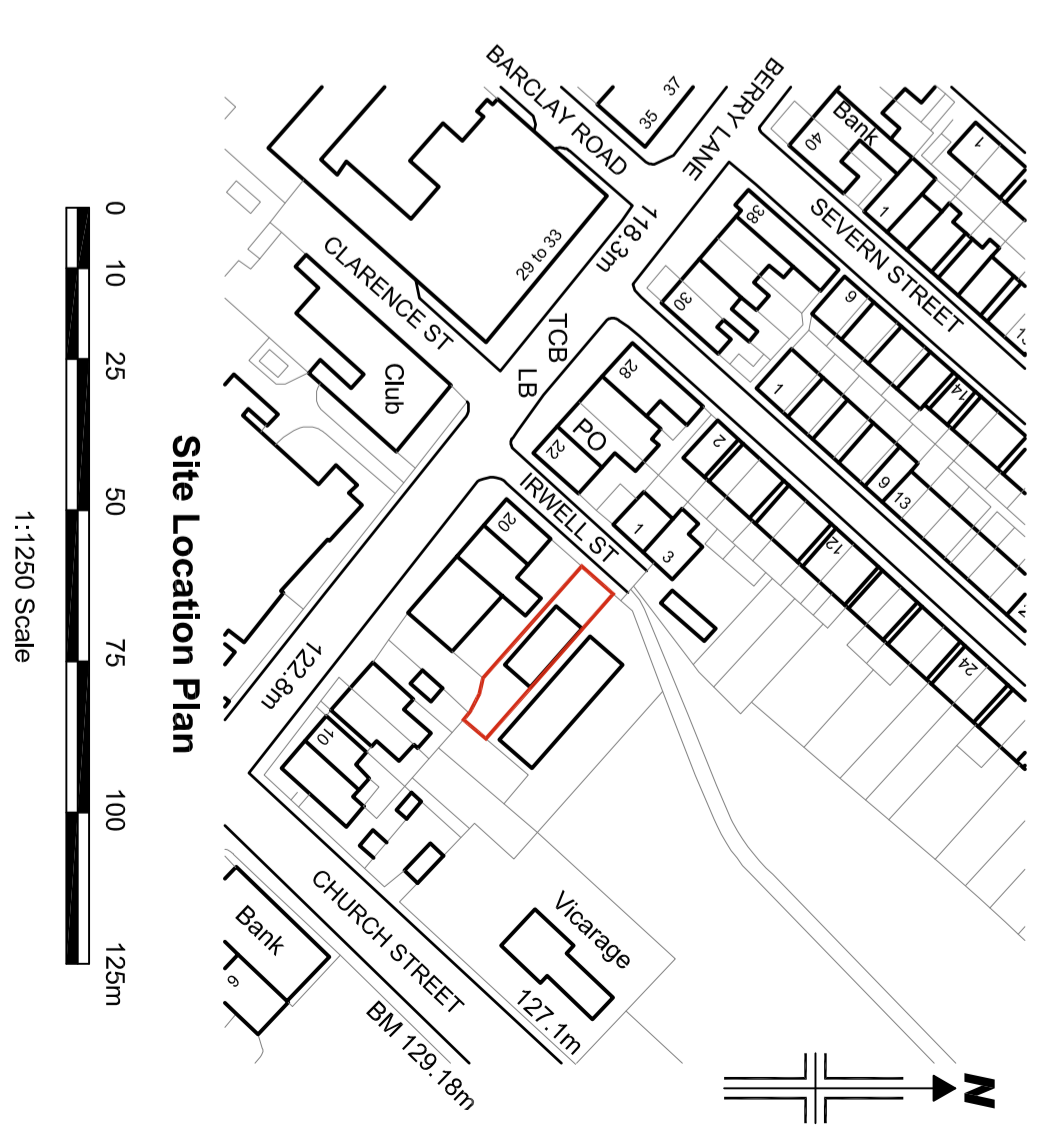 BARCLAY ROAD
BERRY LANE
35
37
Bank
40
1
1
SEVERN STREET
38
30
6
14
1
9
13
118.3m
29 to 33
CLARENCE ST
TCB
LB
Club
28
PO
22
2
12
24
IRWELL ST
1
3
20
122.8m
10
CHURCH STREET
Vicarage
127.1m
Bank
BM 129.18m
N
0
10
25
50
75
100
125m
Site Location Plan
1:1250 Scale